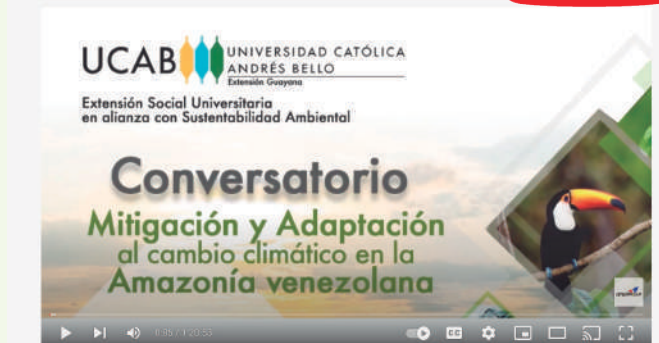 UCAB
UNIVERSIDAD CATÓLICA
ANDRÉS BELLO
Extensión Guayana
Extensión Social Universitaria
en alianza con Sustentabilidad Ambiental
Conversatorio
Mitigación y Adaptación
al cambio climático en la
Amazonía venezolana
CC